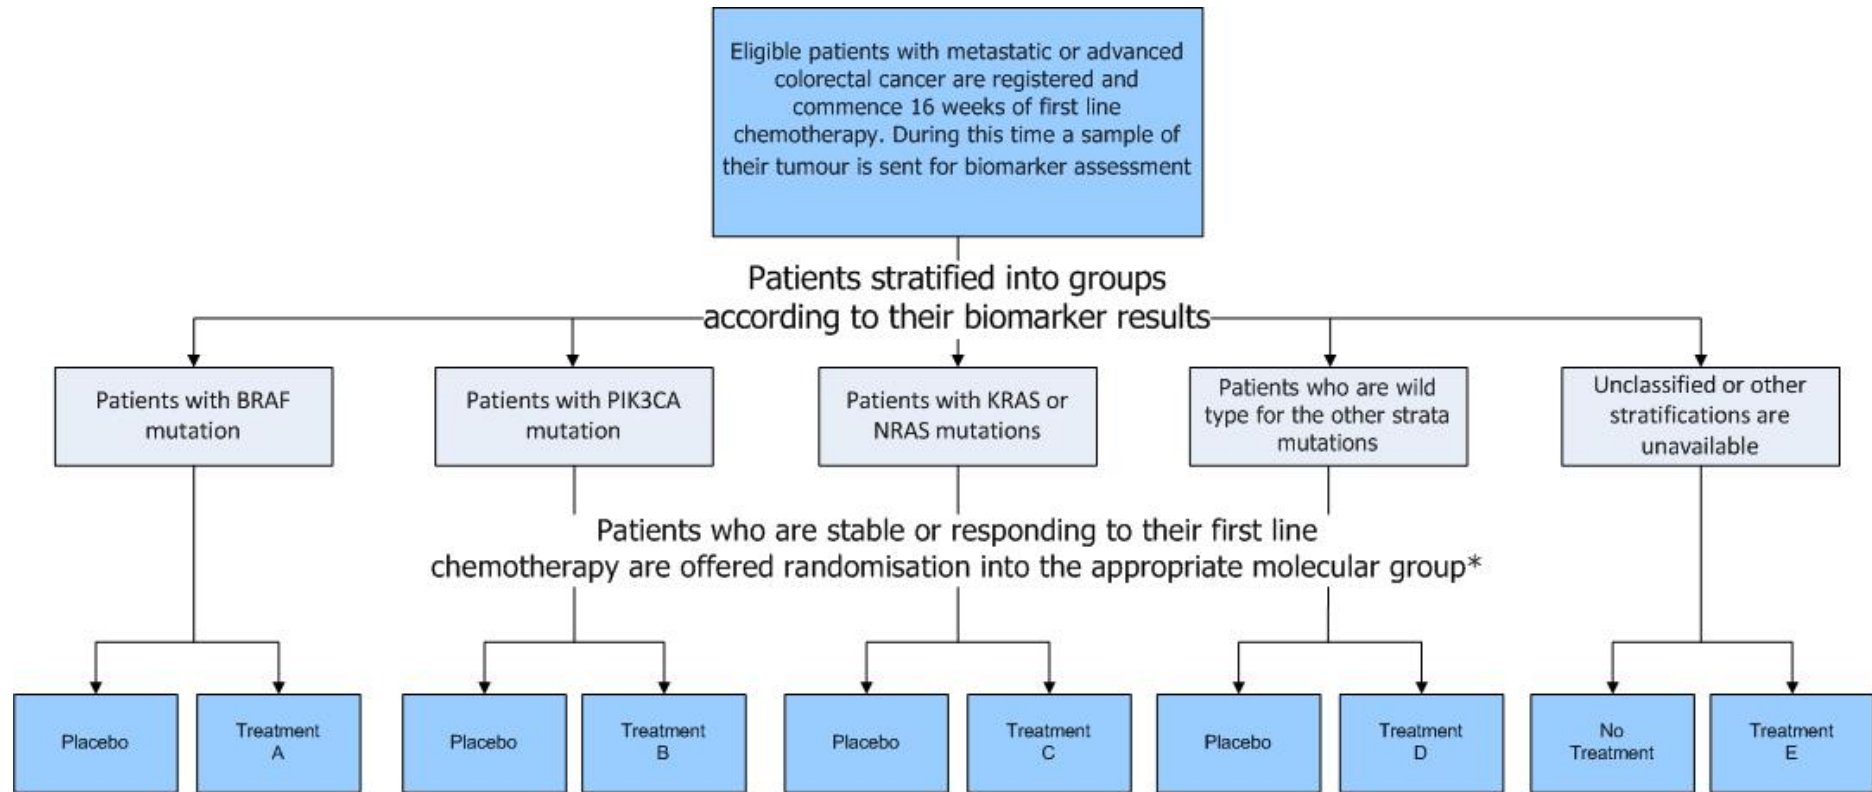 Eligible patients with metastatic or advanced
colorectal cancer are registered and
commence 16 weeks of first line
chemotherapy. During this time a sample of
their tumour is sent for biomarker assessment
Patients stratified into groups
according to their biomarker results
Patients with BRAF
mutation
Patients with PIK3CA
mutation
Patients with KRAS or
NRAS mutations
Patients who are wild
type for the other strata
mutations
Unclassified or other
stratifications are
unavailable
Patients who are stable or responding to their first line
chemotherapy are offered randomisation into the appropriate molecular group*
Placebo
Treatment
A
Placebo
Treatment
B
Placebo
Treatment
C
Placebo
Treatment
D
No
Treatment
Treatment
E